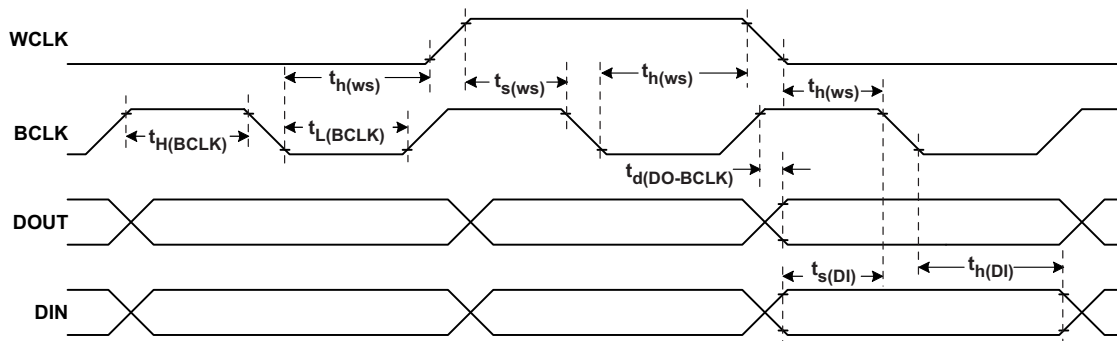 WCLK
t_h(ws)
t_s(ws)
t_h(ws)
t_h(ws)
BCLK
t_H(BCLK)
t_L(BCLK)
t_d(DO-BCLK)
DOUT
t_s(DI)
t_h(DI)
DIN